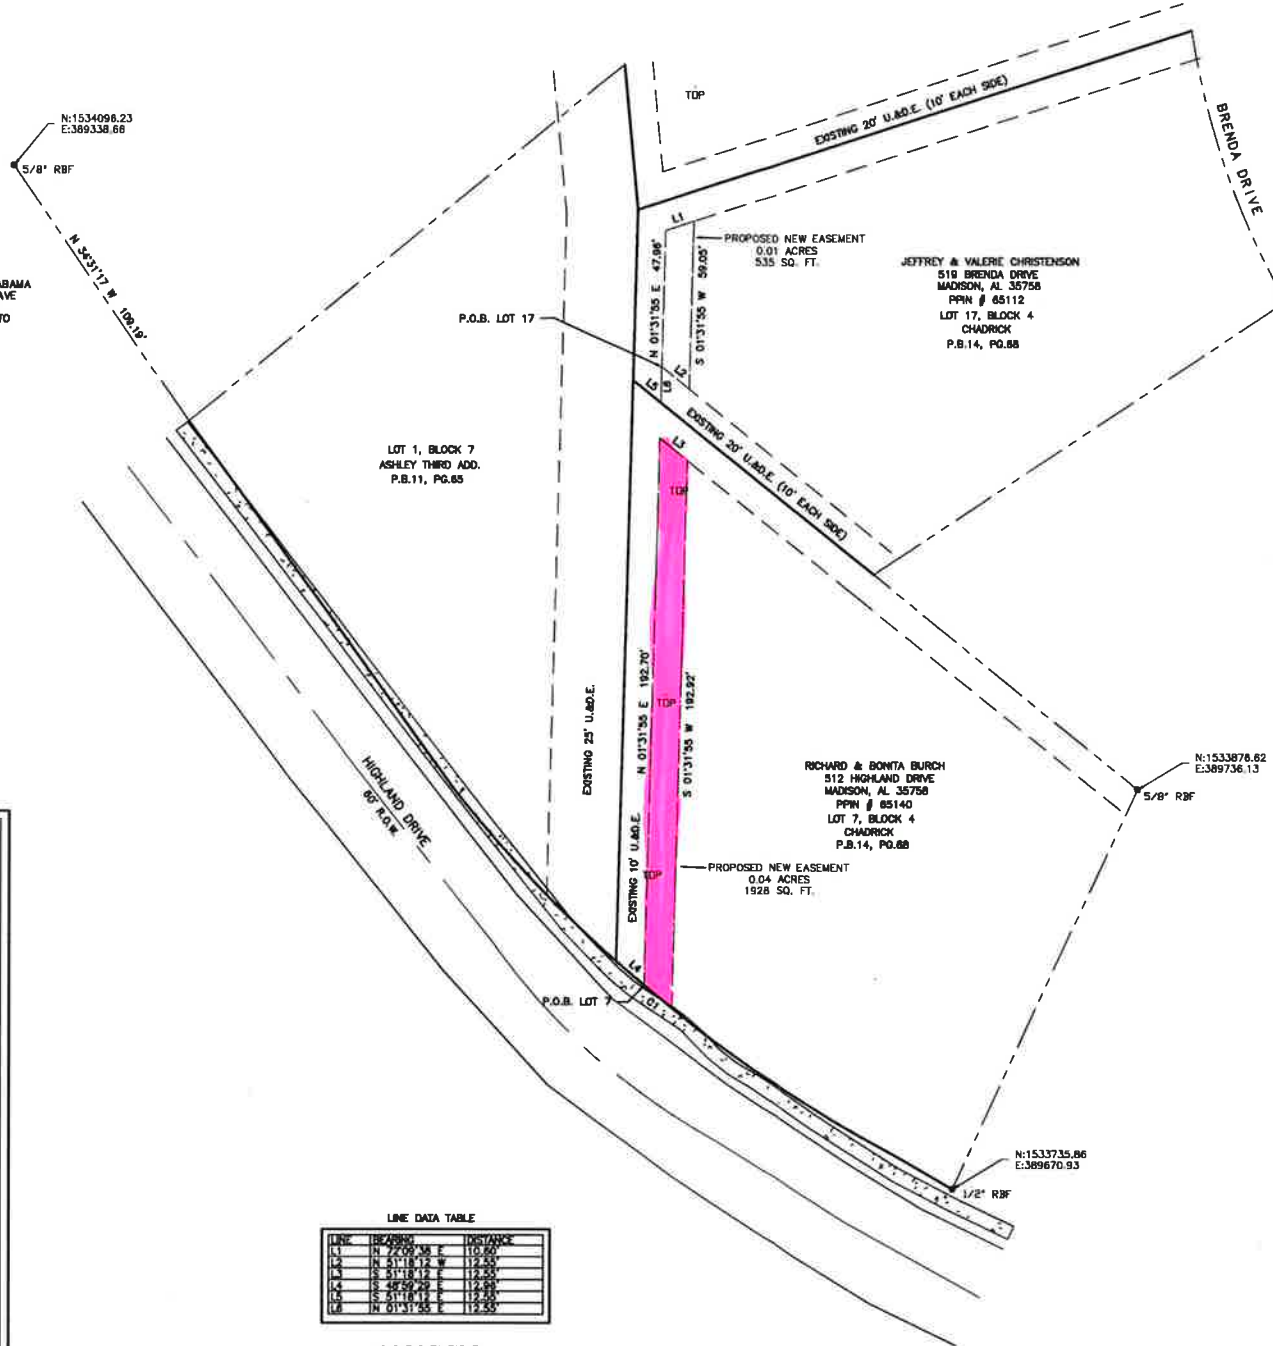 N:1534098.23
E:389338.66
5/8" RBF
N 34°31'17 W 109.19'
ABAMA
AVE
TO
TOP
EXISTING 20' U.&D.E. (10' EACH SIDE)
BRENDA DRIVE
L1
PROPOSED NEW EASEMENT
0.01 ACRES
535 SQ. FT.
N 01°31'55 E 47.96'
S 01°31'55 W 59.05'
JEFFREY & VALERIE CHRISTENSON
519 BRENDA DRIVE
MADISON, AL 35758
PPIN # 65112
LOT 17, BLOCK 4
CHADRICK
P.B.14, PG.68
P.O.B. LOT 17
L2
L5
L6
EXISTING 20' U.&D.E. (10' EACH SIDE)
L3
TOP
LOT 1, BLOCK 7
ASHLEY THIRD ADD.
P.B.11, PG.65
EXISTING 25' U.&D.E.
N 01°31'55 E 192.70'
TOP
S 01°31'55 W 192.92'
HIGHLAND DRIVE
60' R.O.W.
RICHARD & BONITA BURCH
512 HIGHLAND DRIVE
MADISON, AL 35758
PPIN # 65140
LOT 7, BLOCK 4
CHADRICK
P.B.14, PG.68
N:1533878.62
E:389736.13
5/8" RBF
EXISTING 10' U.&D.E.
TOP
PROPOSED NEW EASEMENT
0.04 ACRES
1928 SQ. FT.
L4
P.O.B. LOT 7
C1
N:1533735.86
E:389670.93
1/2" RBF
LINE DATA TABLE
LINE BEARING DISTANCE
L1 N 72°09'38 E 10.60'
L2 N 51°18'12 W 12.55'
L3 S 51°18'12 E 12.55'
L4 S 48°59'29 E 12.96'
L5 S 51°18'12 E 12.55'
L6 N 01°31'55 E 12.55'